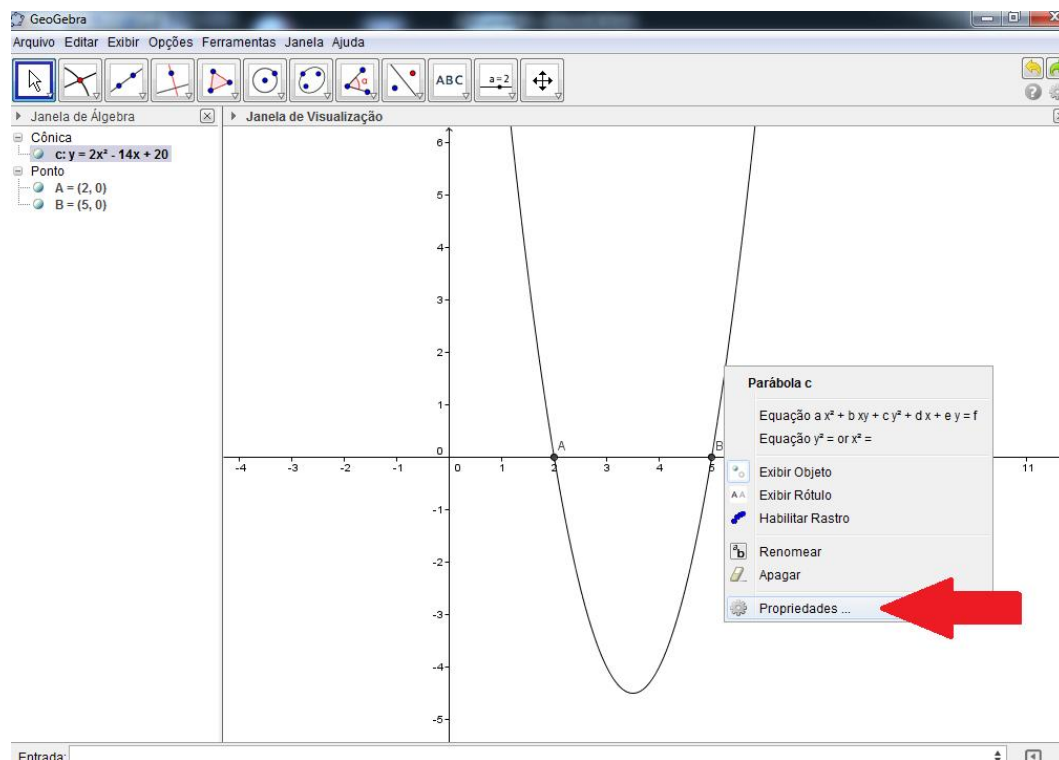 GeoGebra
Arquivo Editar Exibir Opções Ferramentas Janela Ajuda
ABC
a=2
Janela de Álgebra
Janela de Visualização
Cônica
c: y = 2x² - 14x + 20
Ponto
A = (2, 0)
B = (5, 0)
6
5
4
3
2
1
0
-1
-2
-3
-4
-5
-4 -3 -2 -1 0 1 2 3 4 5 11
A
B
Parábola c
Equação a x² + b xy + c y² + d x + e y = f
Equação y² = or x² =
Exibir Objeto
AA Exibir Rótulo
Habilitar Rastro
ab Renomear
Apagar
Propriedades ...
Entrada: